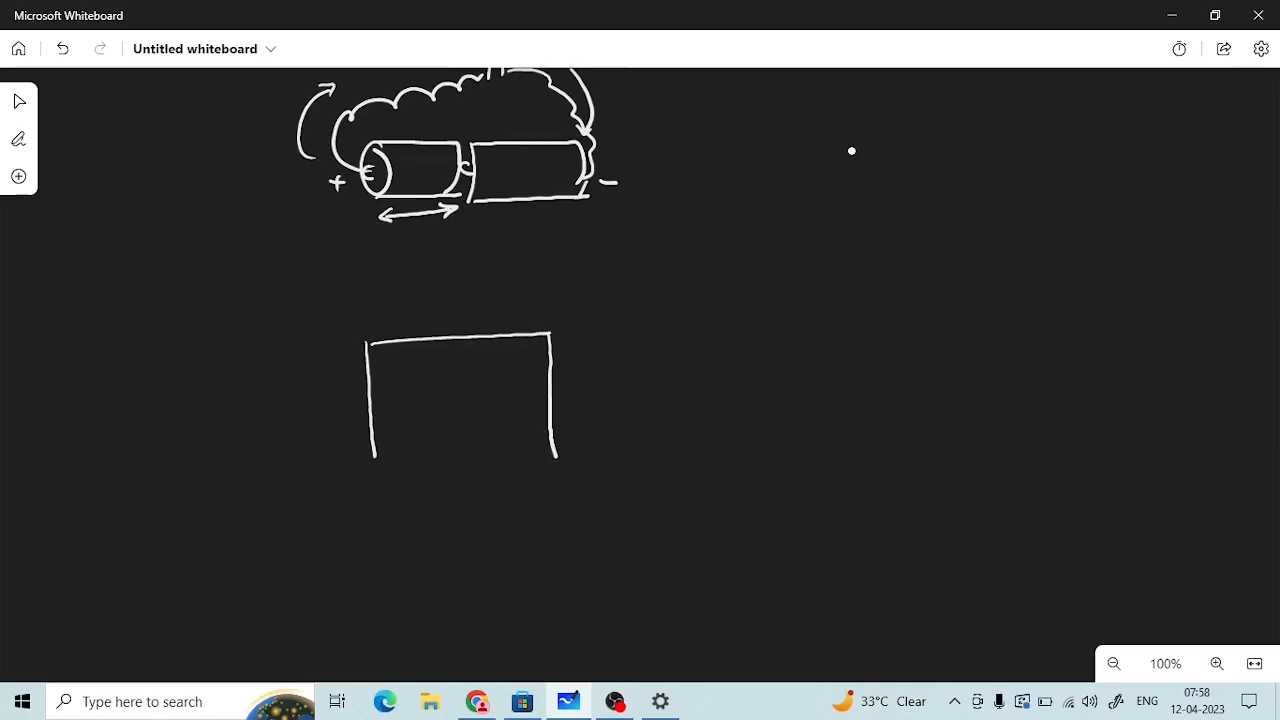 Microsoft Whiteboard
Untitled whiteboard
+ −
100%
Type here to search
33°C Clear
ENG
07:58
12-04-2023